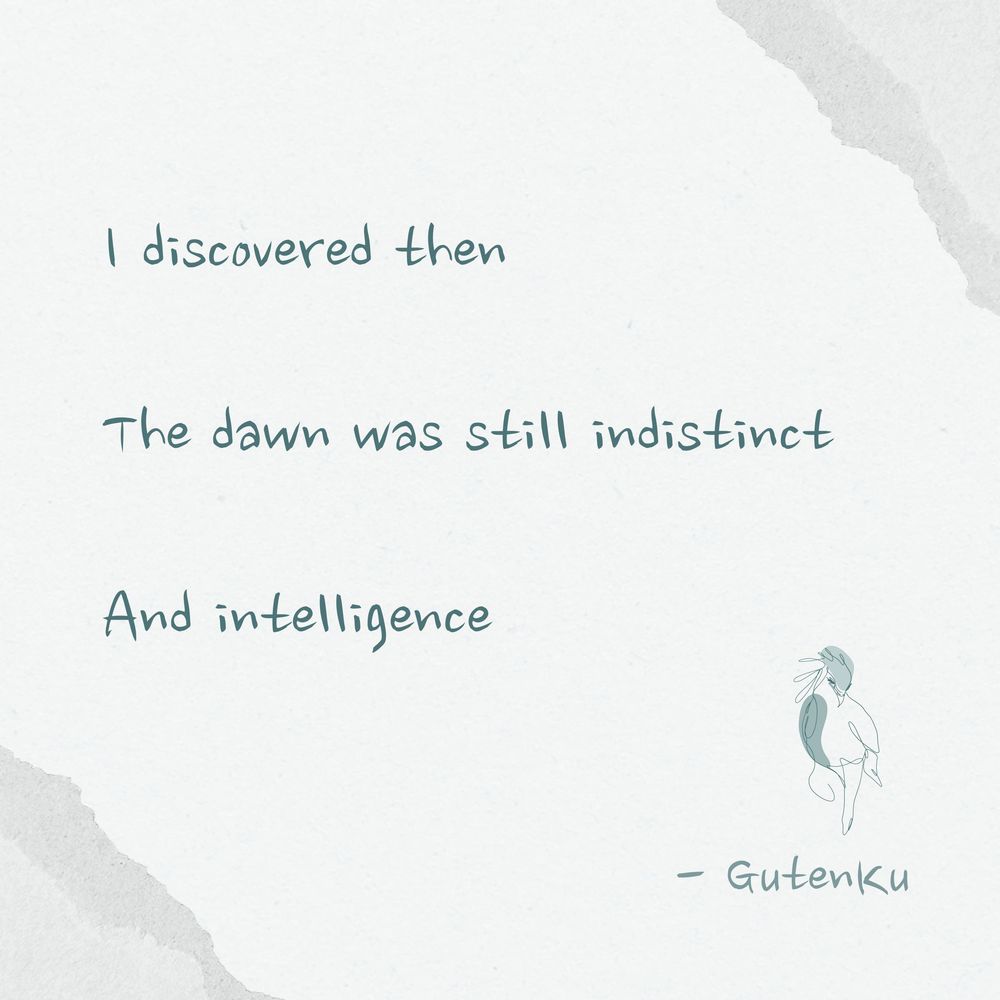 I discovered then
The dawn was still indistinct
And intelligence
- GutenKu